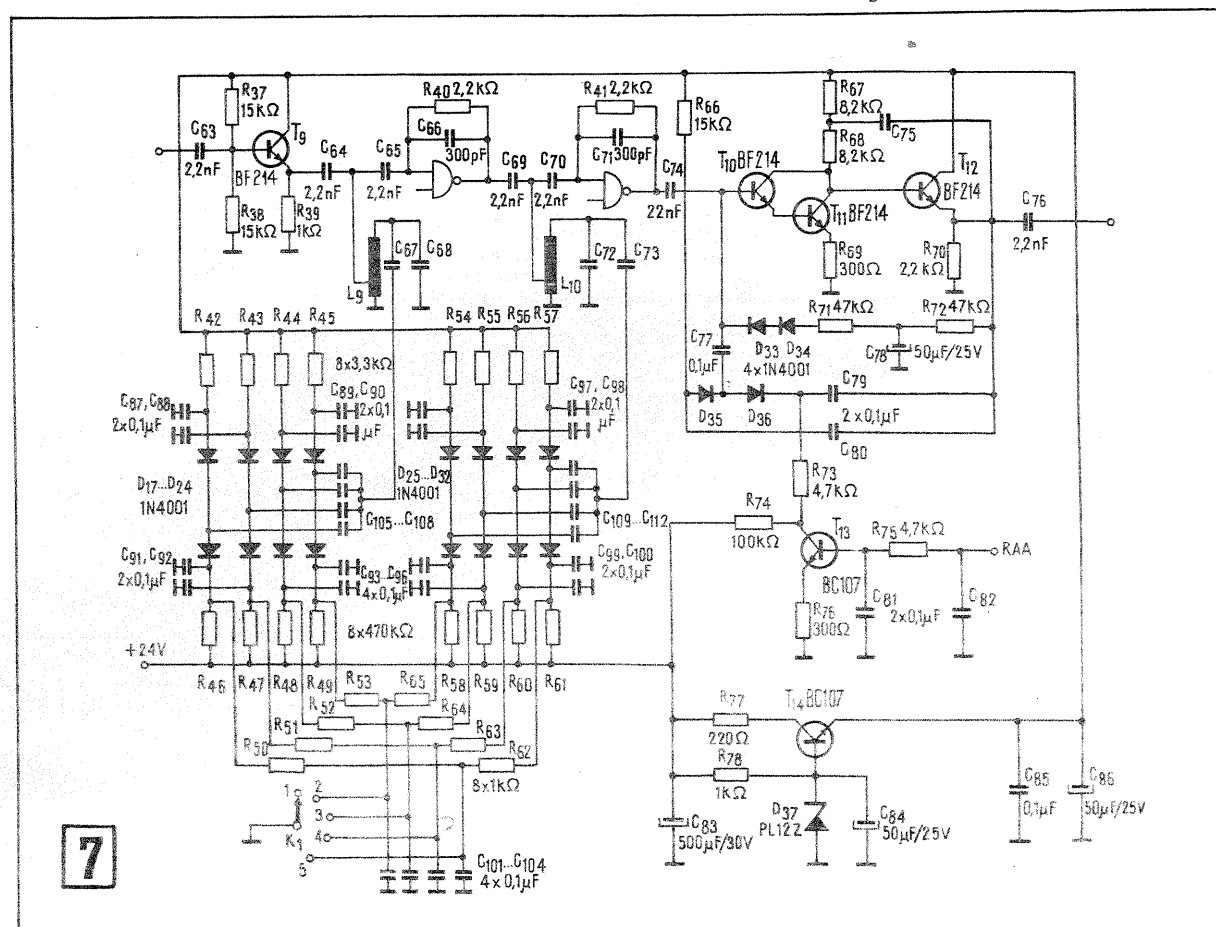 R37
15kΩ
C63
2,2nF
T9
BF214
R38
15kΩ
R39
1kΩ
C64
2,2nF
C65
2,2nF
R40 2,2kΩ
C66
300pF
C69
2,2nF
C70
2,2nF
R41 2,2kΩ
C71 300pF
C74
22nF
R66
15kΩ
R67
8,2kΩ
R68
8,2kΩ
C75
T10 BF214
T11 BF214
T12
BF214
C76
2,2nF
R69
300Ω
R70
2,2kΩ
L9
C67
C68
L10
C72
C73
R71 47kΩ
R72 47kΩ
C77
0,1µF
D33 D34
4x1N4001
C78
50µF/25V
D35
D36
C79
2x0,1µF
C80
R42
R43
R44
R45
R54
R55
R56
R57
8x3,3kΩ
C87, C88
2x0,1µF
C89, C90
2x0,1
µF
C97, C98
2x0,1
µF
D17...D24
1N4001
D25...D32
1N4001
C105...C108
C109...C112
C91, C92
2x0,1µF
C93...C96
4x0,1µF
C99, C100
2x0,1µF
R73
4,7kΩ
R74
100kΩ
T13
BC107
R75 4,7kΩ
RAA
R76
300Ω
C81
2x0,1µF
C82
8x470kΩ
+24V
R46
R47
R48
R49
R53
R65
R58
R59
R60
R61
R52
R64
R51
R63
R50
R62
8x1kΩ
1
2
3
4
5
K1
C101...C104
4x0,1µF
R77
220Ω
T14 BC107
R78
1kΩ
C83
500µF/30V
D37
PL12Z
C84
50µF/25V
C85
0,1µF
C86
50µF/25V
7